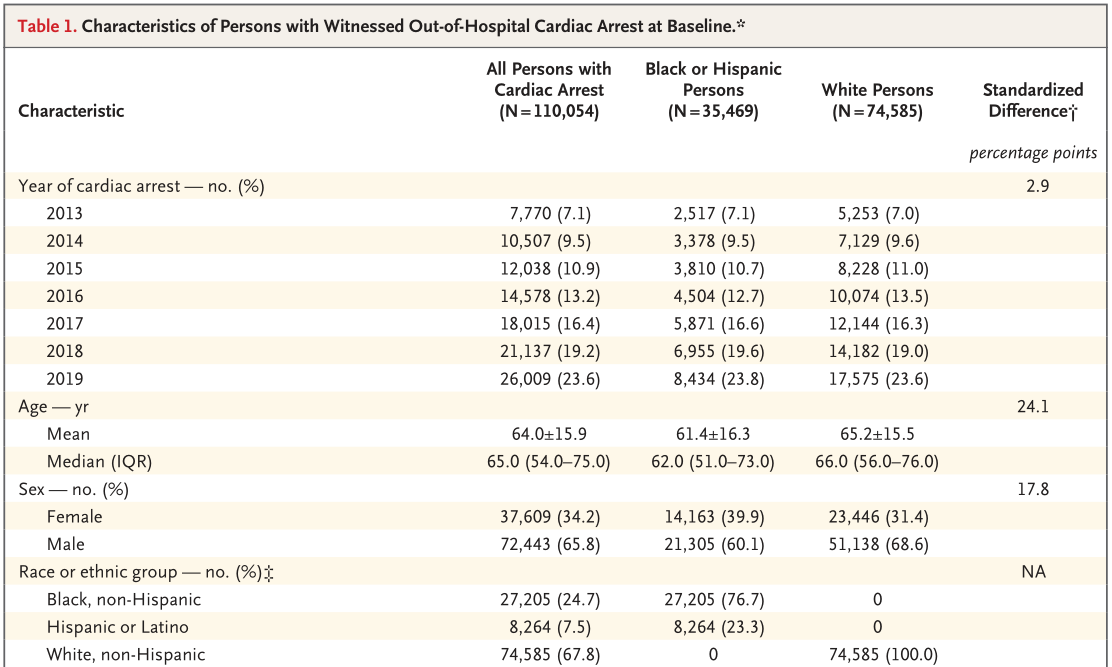 Table 1. Characteristics of Persons with Witnessed Out-of-Hospital Cardiac Arrest at Baseline.*
Characteristic All Persons with Cardiac Arrest (N=110,054) Black or Hispanic Persons (N=35,469) White Persons (N=74,585) Standardized Difference†
percentage points
Year of cardiac arrest — no. (%) 2.9
2013 7,770 (7.1) 2,517 (7.1) 5,253 (7.0)
2014 10,507 (9.5) 3,378 (9.5) 7,129 (9.6)
2015 12,038 (10.9) 3,810 (10.7) 8,228 (11.0)
2016 14,578 (13.2) 4,504 (12.7) 10,074 (13.5)
2017 18,015 (16.4) 5,871 (16.6) 12,144 (16.3)
2018 21,137 (19.2) 6,955 (19.6) 14,182 (19.0)
2019 26,009 (23.6) 8,434 (23.8) 17,575 (23.6)
Age — yr 24.1
Mean 64.0±15.9 61.4±16.3 65.2±15.5
Median (IQR) 65.0 (54.0–75.0) 62.0 (51.0–73.0) 66.0 (56.0–76.0)
Sex — no. (%) 17.8
Female 37,609 (34.2) 14,163 (39.9) 23,446 (31.4)
Male 72,443 (65.8) 21,305 (60.1) 51,138 (68.6)
Race or ethnic group — no. (%)‡ NA
Black, non-Hispanic 27,205 (24.7) 27,205 (76.7) 0
Hispanic or Latino 8,264 (7.5) 8,264 (23.3) 0
White, non-Hispanic 74,585 (67.8) 0 74,585 (100.0)